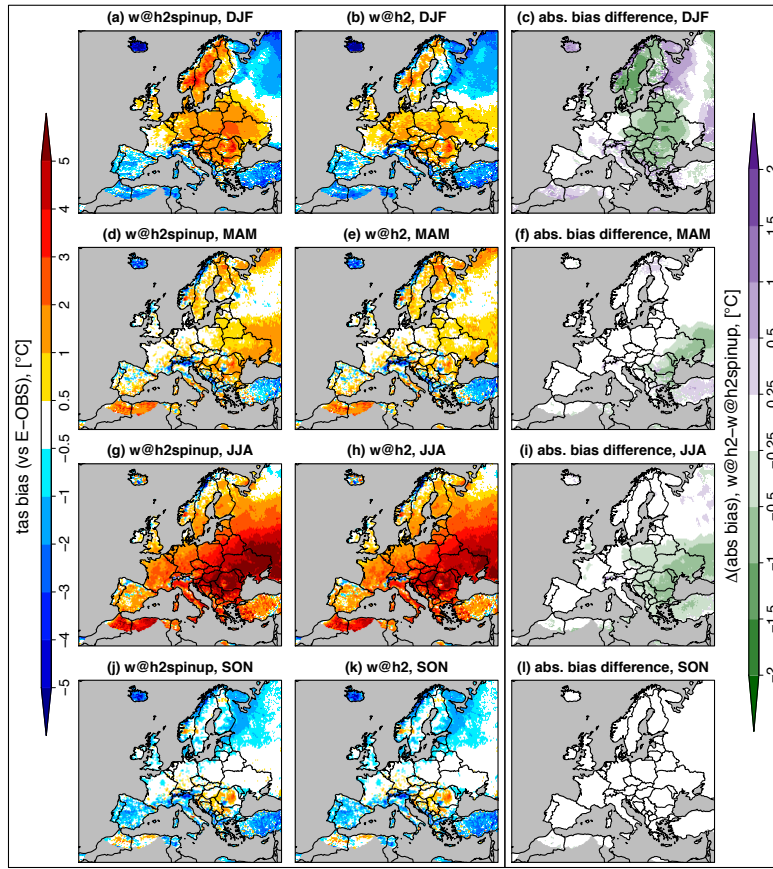 (a) w@h2spinup, DJF
(b) w@h2, DJF
(c) abs. bias difference, DJF
(d) w@h2spinup, MAM
(e) w@h2, MAM
(f) abs. bias difference, MAM
(g) w@h2spinup, JJA
(h) w@h2, JJA
(i) abs. bias difference, JJA
(j) w@h2spinup, SON
(k) w@h2, SON
(l) abs. bias difference, SON
tas bias (vs E−OBS), [°C]
5
4
3
2
1
0.5
−0.5
−1
−2
−3
−4
−5
Δ(abs bias), w@h2−w@h2spinup, [°C]
2
1.5
1
0.5
0.25
−0.25
−0.5
−1
−1.5
−2